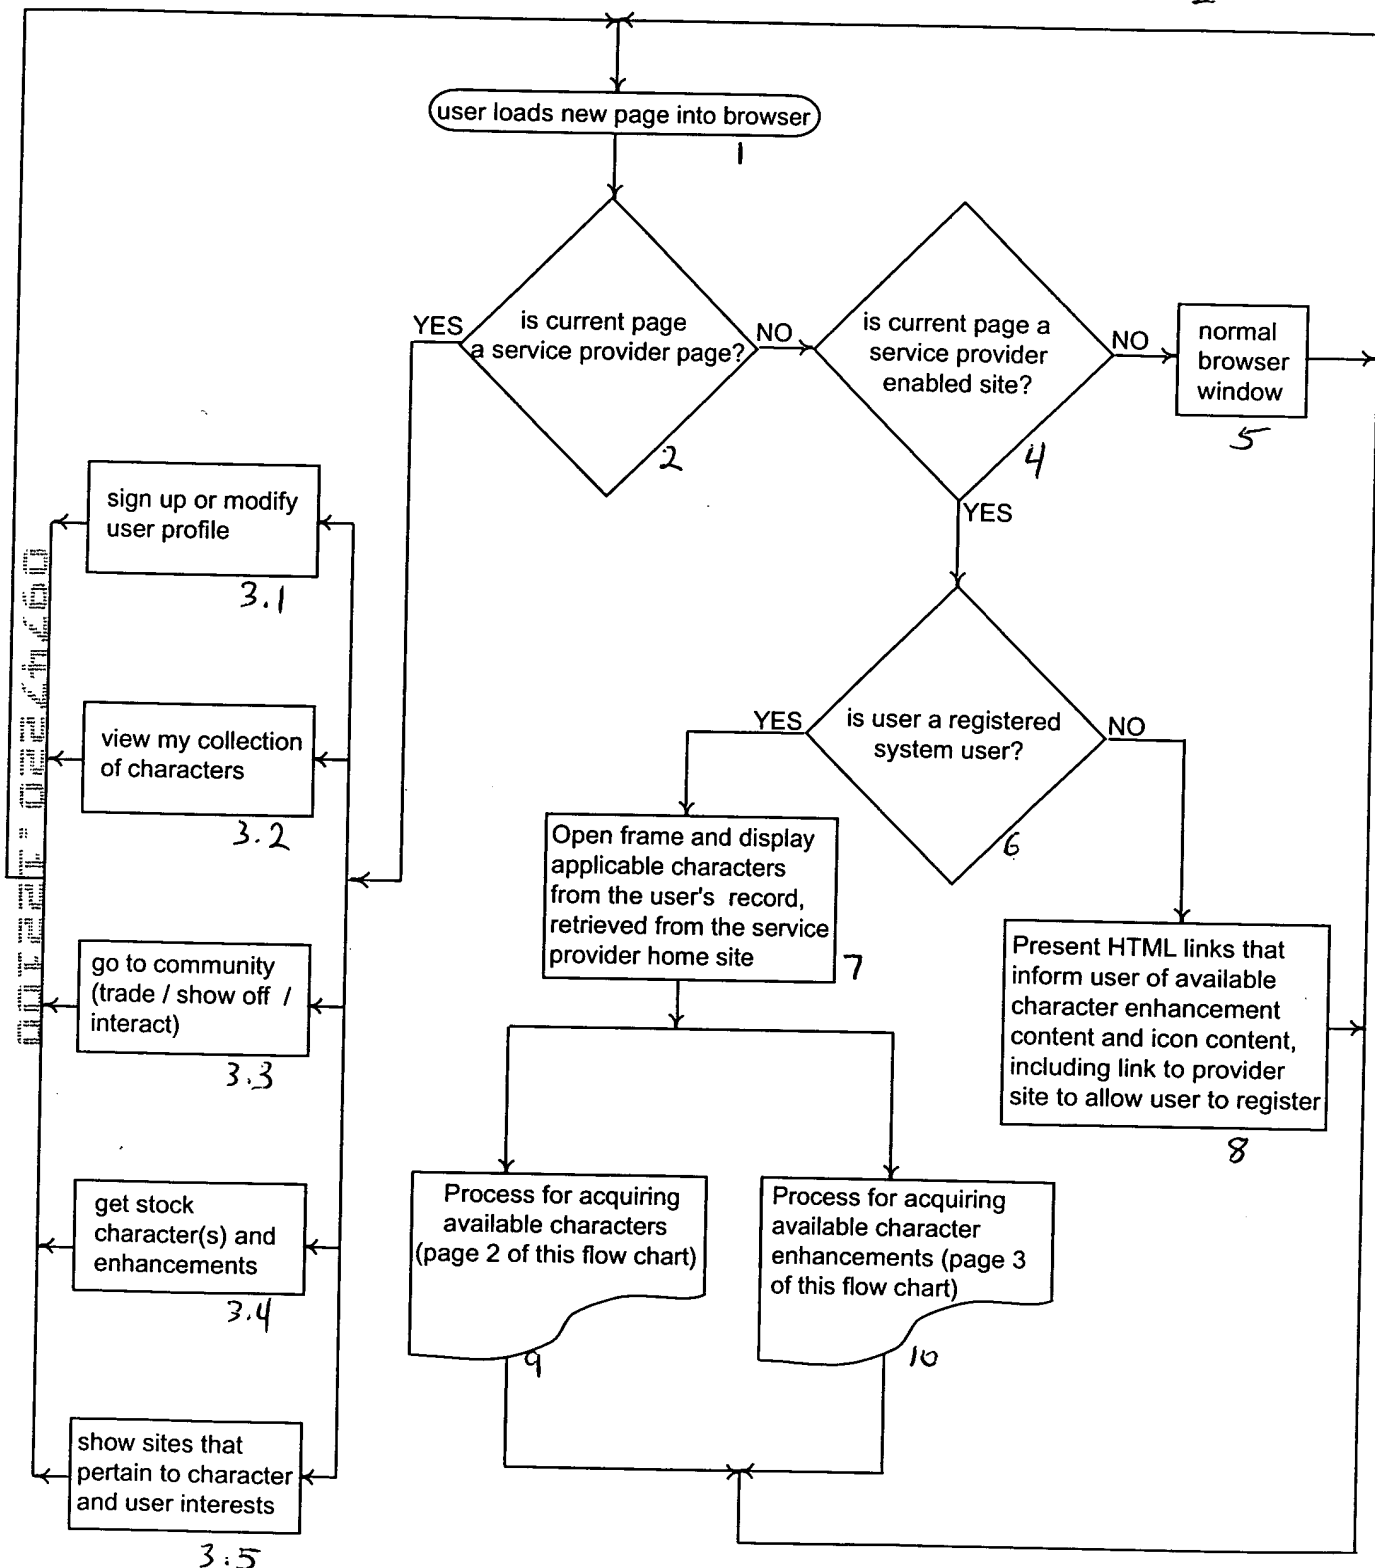 user loads new page into browser
1
YES
is current page
a service provider page?
NO
2
is current page a
service provider
enabled site?
NO
4
YES
normal
browser
window
5
sign up or modify
user profile
3.1
view my collection
of characters
3.2
go to community
(trade / show off /
interact)
3.3
get stock
character(s) and
enhancements
3.4
show sites that
pertain to character
and user interests
3.5
YES
is user a registered
system user?
NO
6
Open frame and display
applicable characters
from the user's record,
retrieved from the service
provider home site
7
Present HTML links that
inform user of available
character enhancement
content and icon content,
including link to provider
site to allow user to register
8
Process for acquiring
available characters
(page 2 of this flow chart)
9
Process for acquiring
available character
enhancements (page 3
of this flow chart)
10